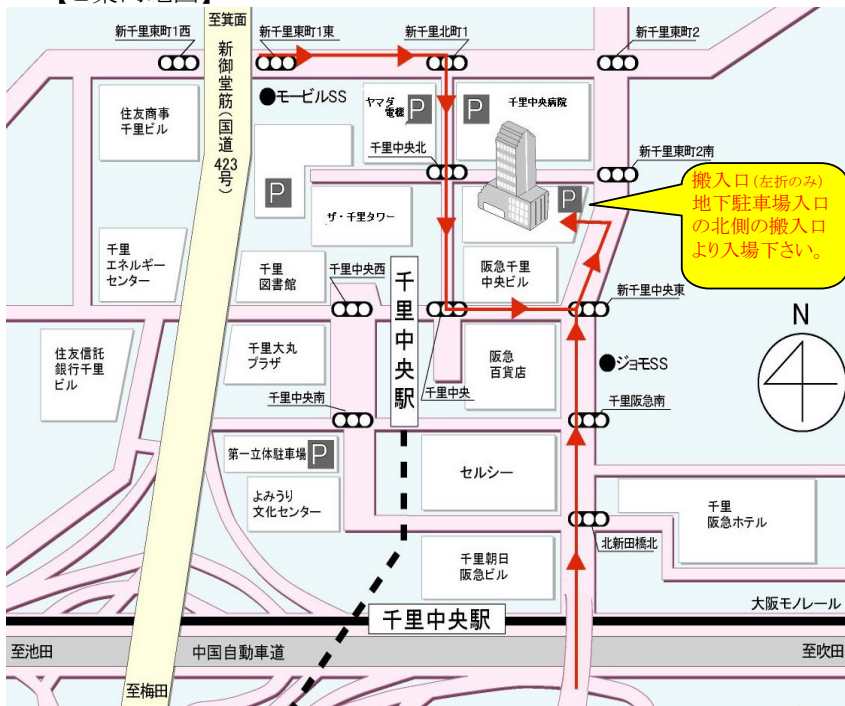 至箕面
新千里東町1西
新千里東町1東
新千里北町1
新千里東町2
新御堂筋(国道423号)
●モービルSS
ヤマダ
電機
P
P
千里中央病院
住友商事
千里ビル
千里中央北
新千里東町2南
P
P
搬入口(左折のみ)
地下駐車場入口
の北側の搬入口
より入場下さい。
ザ・千里タワー
千里
エネルギー
センター
千里
図書館
千里中央西
千里中央駅
阪急千里
中央ビル
新千里中央東
N
住友信託
銀行千里
ビル
千里大丸
プラザ
阪急
百貨店
●ジョモSS
千里中央南
千里中央
千里阪急南
第一立体駐車場
P
セルシー
よみうり
文化センター
千里
阪急ホテル
北新田橋北
千里朝日
阪急ビル
大阪モノレール
千里中央駅
至池田
中国自動車道
至吹田
至梅田